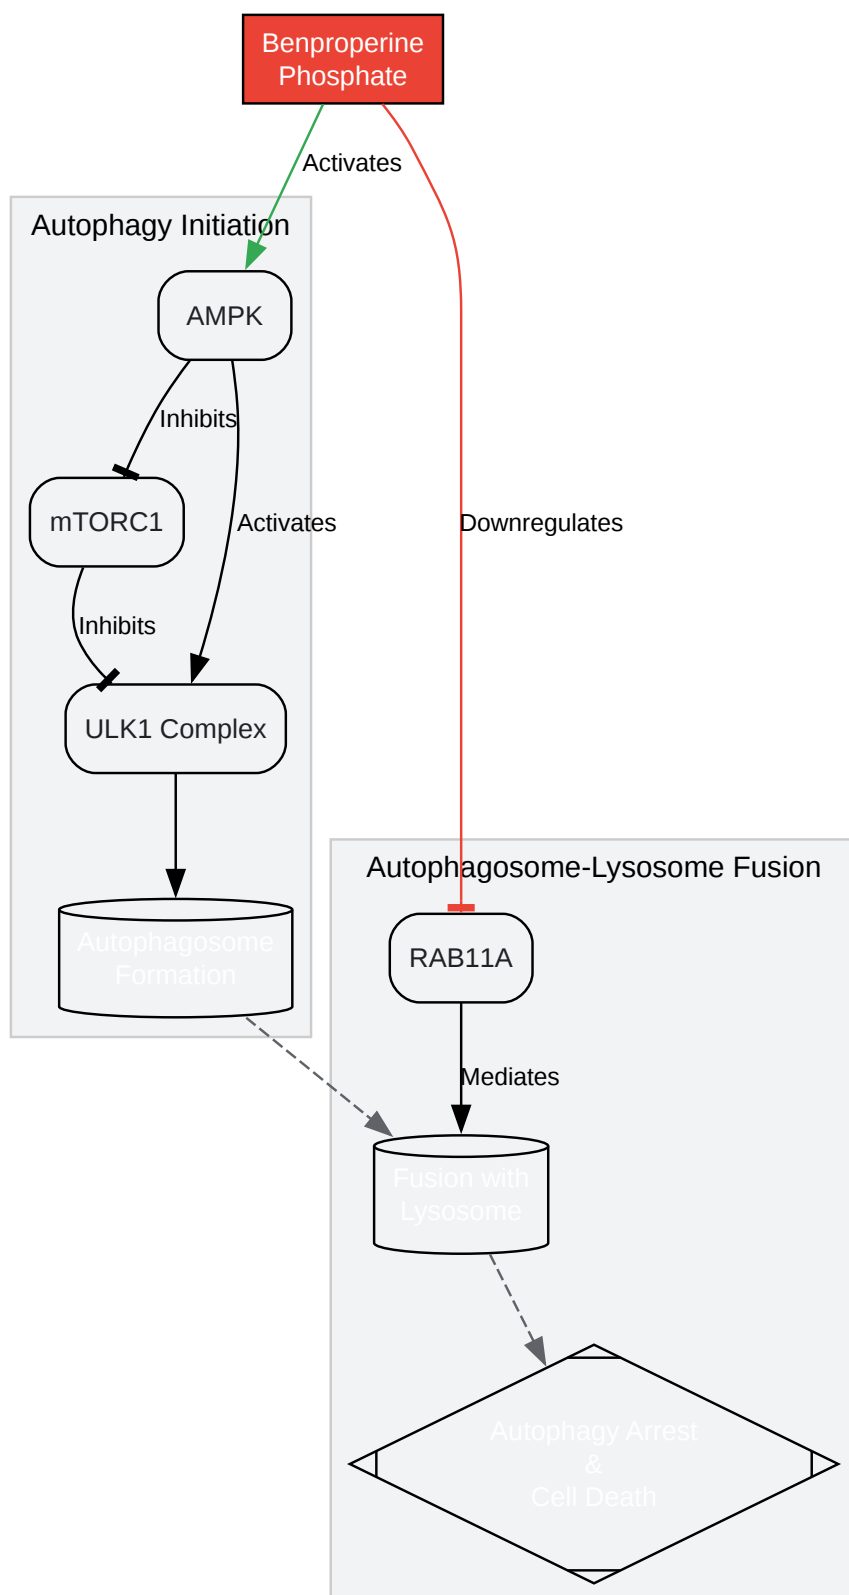 Benproperine
Phosphate
Activates
Autophagy Initiation
AMPK
Inhibits
mTORC1
Activates
Downregulates
Inhibits
ULK1 Complex
Autophagosome-Lysosome Fusion
Autophagosome
Formation
RAB11A
Mediates
Fusion with
Lysosome
Autophagy Arrest
&
Cell Death